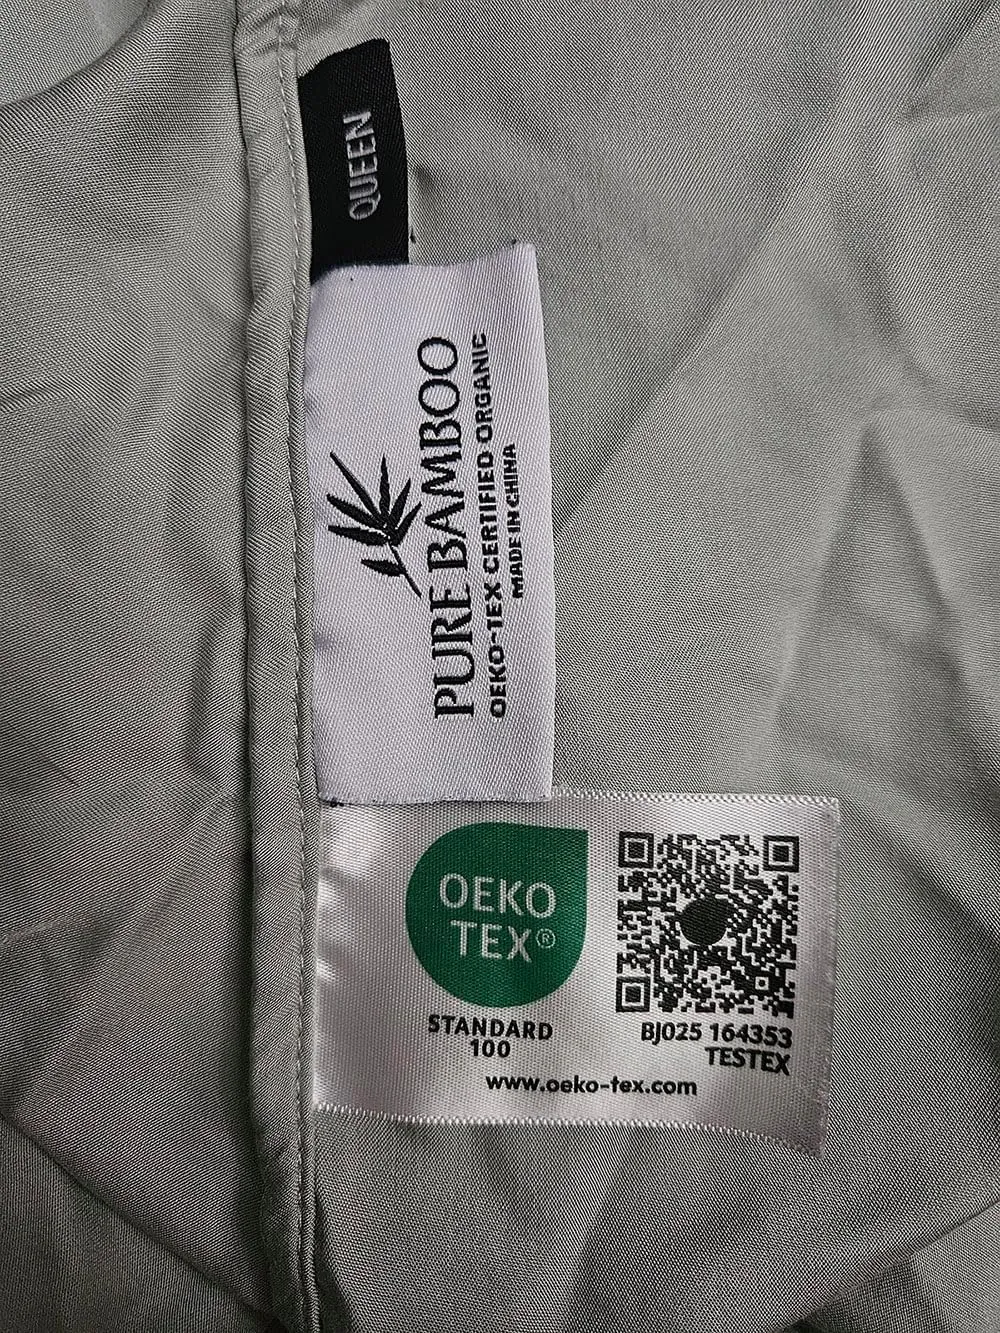 QUEEN
PURE BAMBOO
OEKO-TEX CERTIFIED ORGANIC
MADE IN CHINA
OEKO
TEX®
STANDARD
100
BJ025 164353
TESTEX
www.oeko-tex.com